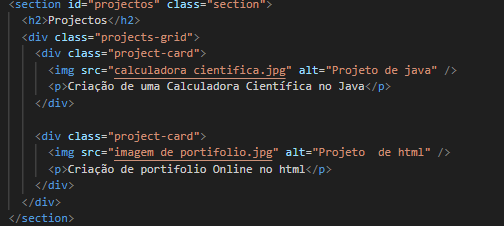 <section id="projectos" class="section">
<h2>Projectos</h2>
<div class="projects-grid">
<div class="project-card">
<img src="calculadora cientifica.jpg" alt="Projeto de java" />
<p>Criação de uma Calculadora Científica no Java</p>
</div>
<div class="project-card">
<img src="imagem de portifolio.jpg" alt="Projeto  de html" />
<p>Criação de portifolio Online no html</p>
</div>
</div>
</section>